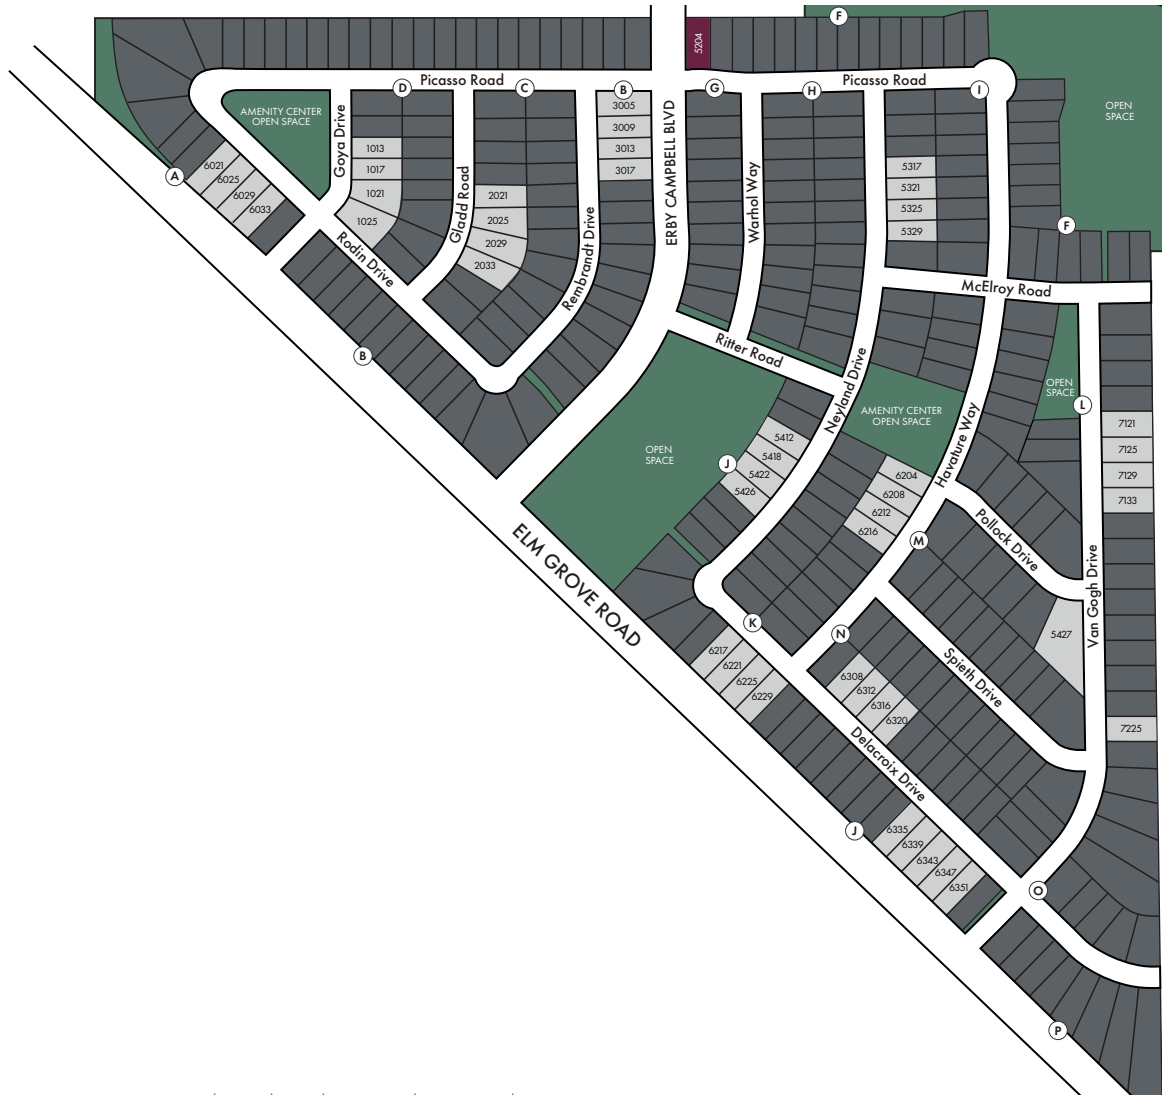 F
5204
Picasso Road
Picasso Road
D
C
B
G
H
I
AMENITY CENTER
OPEN SPACE
OPEN
SPACE
3005
3009
3013
3017
ERBY CAMPBELL BLVD
Goya Drive
1013
1017
1021
1025
Gladd Road
2021
2025
2029
2033
Rembrandt Drive
Warhol Way
5317
5321
5325
5329
A
6021
6025
6029
6033
Rodin Drive
F
McElroy Road
B
Ritter Road
Neyland Drive
AMENITY CENTER
OPEN SPACE
OPEN
SPACE
L
7121
7125
7129
7133
OPEN
SPACE
J
5412
5418
5422
5426
Havature Way
6204
6208
6212
6216
M
Pollock Drive
Van Gogh Drive
ELM GROVE ROAD
K
N
5427
6217
6221
6225
6229
6308
6312
6316
6320
Spieth Drive
7225
Delacroix Drive
J
6335
6339
6343
6347
6351
O
P